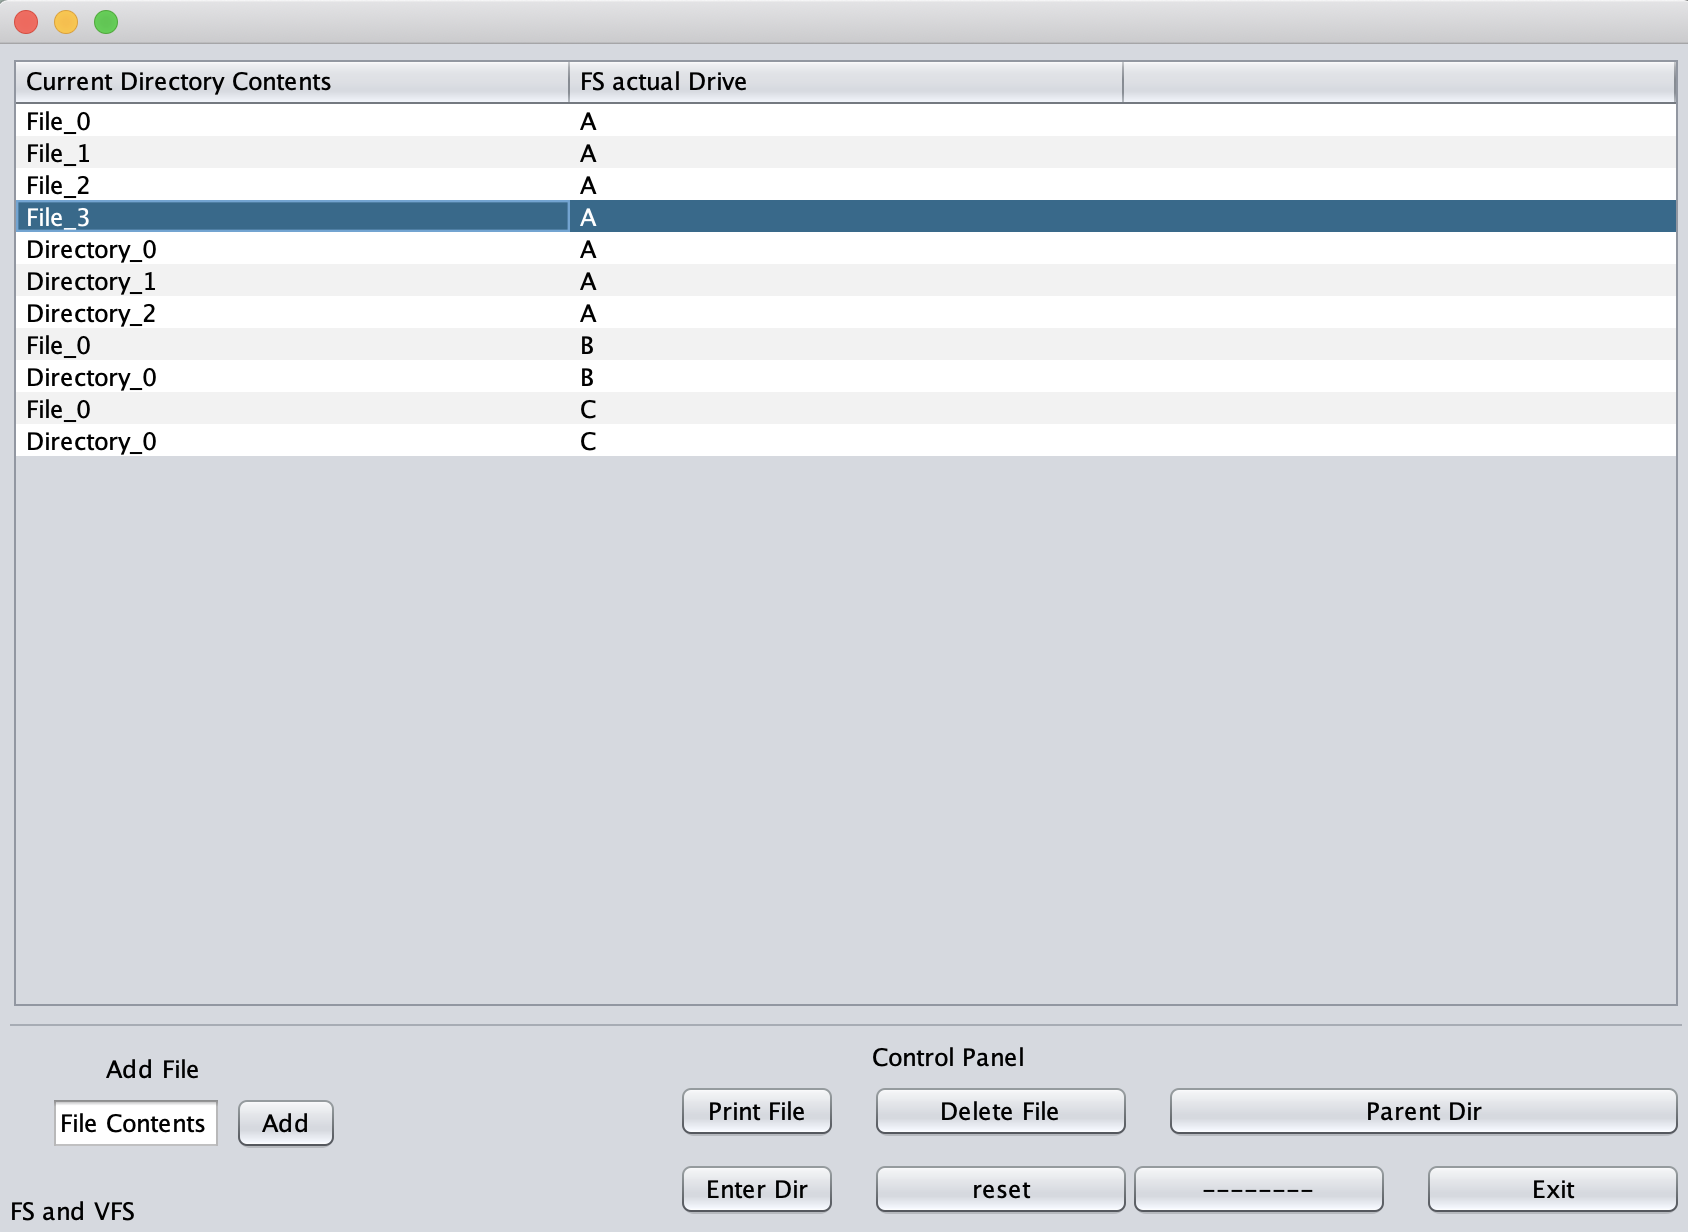 Current Directory Contents FS actual Drive
File_0 A
File_1 A
File_2 A
File_3 A
Directory_0 A
Directory_1 A
Directory_2 A
File_0 B
Directory_0 B
File_0 C
Directory_0 C
Add File
File Contents Add
Control Panel
Print File Delete File Parent Dir
Enter Dir reset -------- Exit
FS and VFS